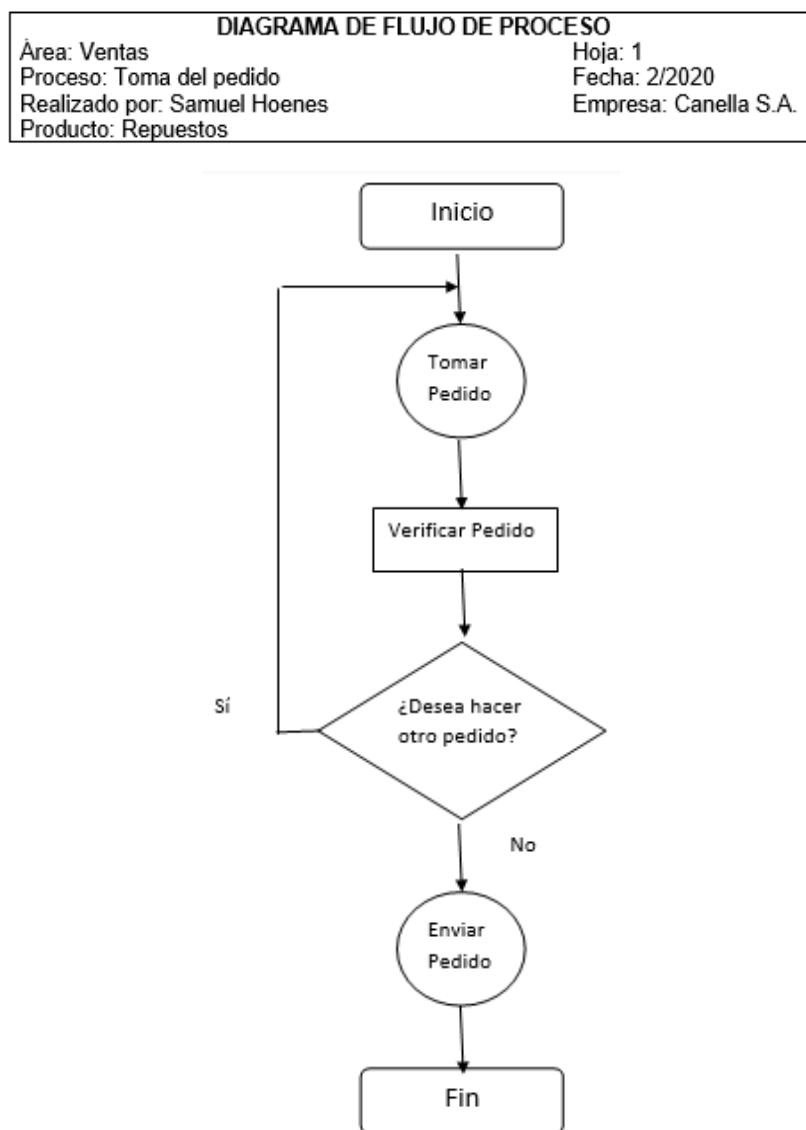 DIAGRAMA DE FLUJO DE PROCESO
Área: Ventas Hoja: 1
Proceso: Toma del pedido Fecha: 2/2020
Realizado por: Samuel Hoenes Empresa: Canella S.A.
Producto: Repuestos
Inicio
Tomar
Pedido
Verificar Pedido
¿Desea hacer
otro pedido?
Sí
No
Enviar
Pedido
Fin